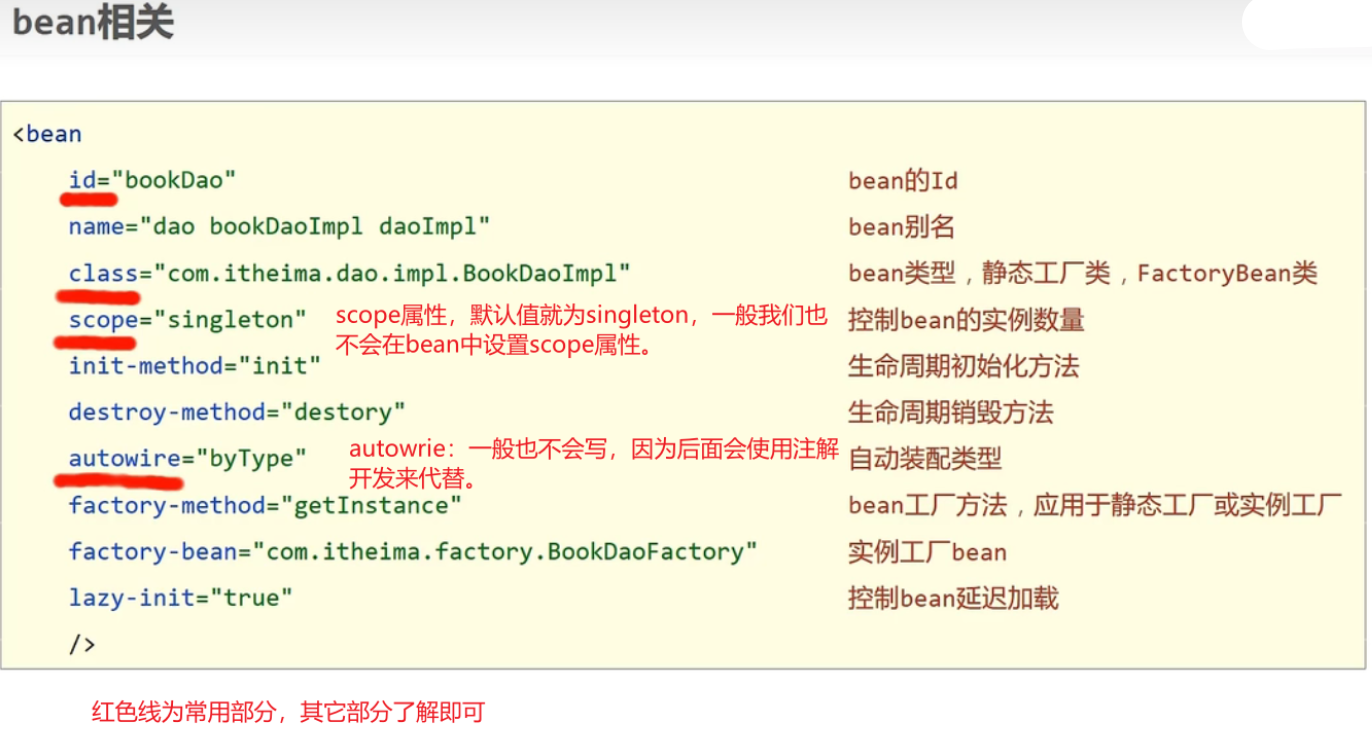 bean相关
<bean
id="bookDao" bean的Id
name="dao bookDaoImpl daoImpl" bean别名
class="com.itheima.dao.impl.BookDaoImpl" bean类型，静态工厂类，FactoryBean类
scope="singleton" 控制bean的实例数量
scope属性，默认值就为singleton，一般我们也
不会在bean中设置scope属性。
init-method="init" 生命周期初始化方法
destroy-method="destory" 生命周期销毁方法
autowire="byType" 自动装配类型
autowrie：一般也不会写，因为后面会使用注解
开发来代替。
factory-method="getInstance" bean工厂方法，应用于静态工厂或实例工厂
factory-bean="com.itheima.factory.BookDaoFactory" 实例工厂bean
lazy-init="true" 控制bean延迟加载
/>
红色线为常用部分，其它部分了解即可